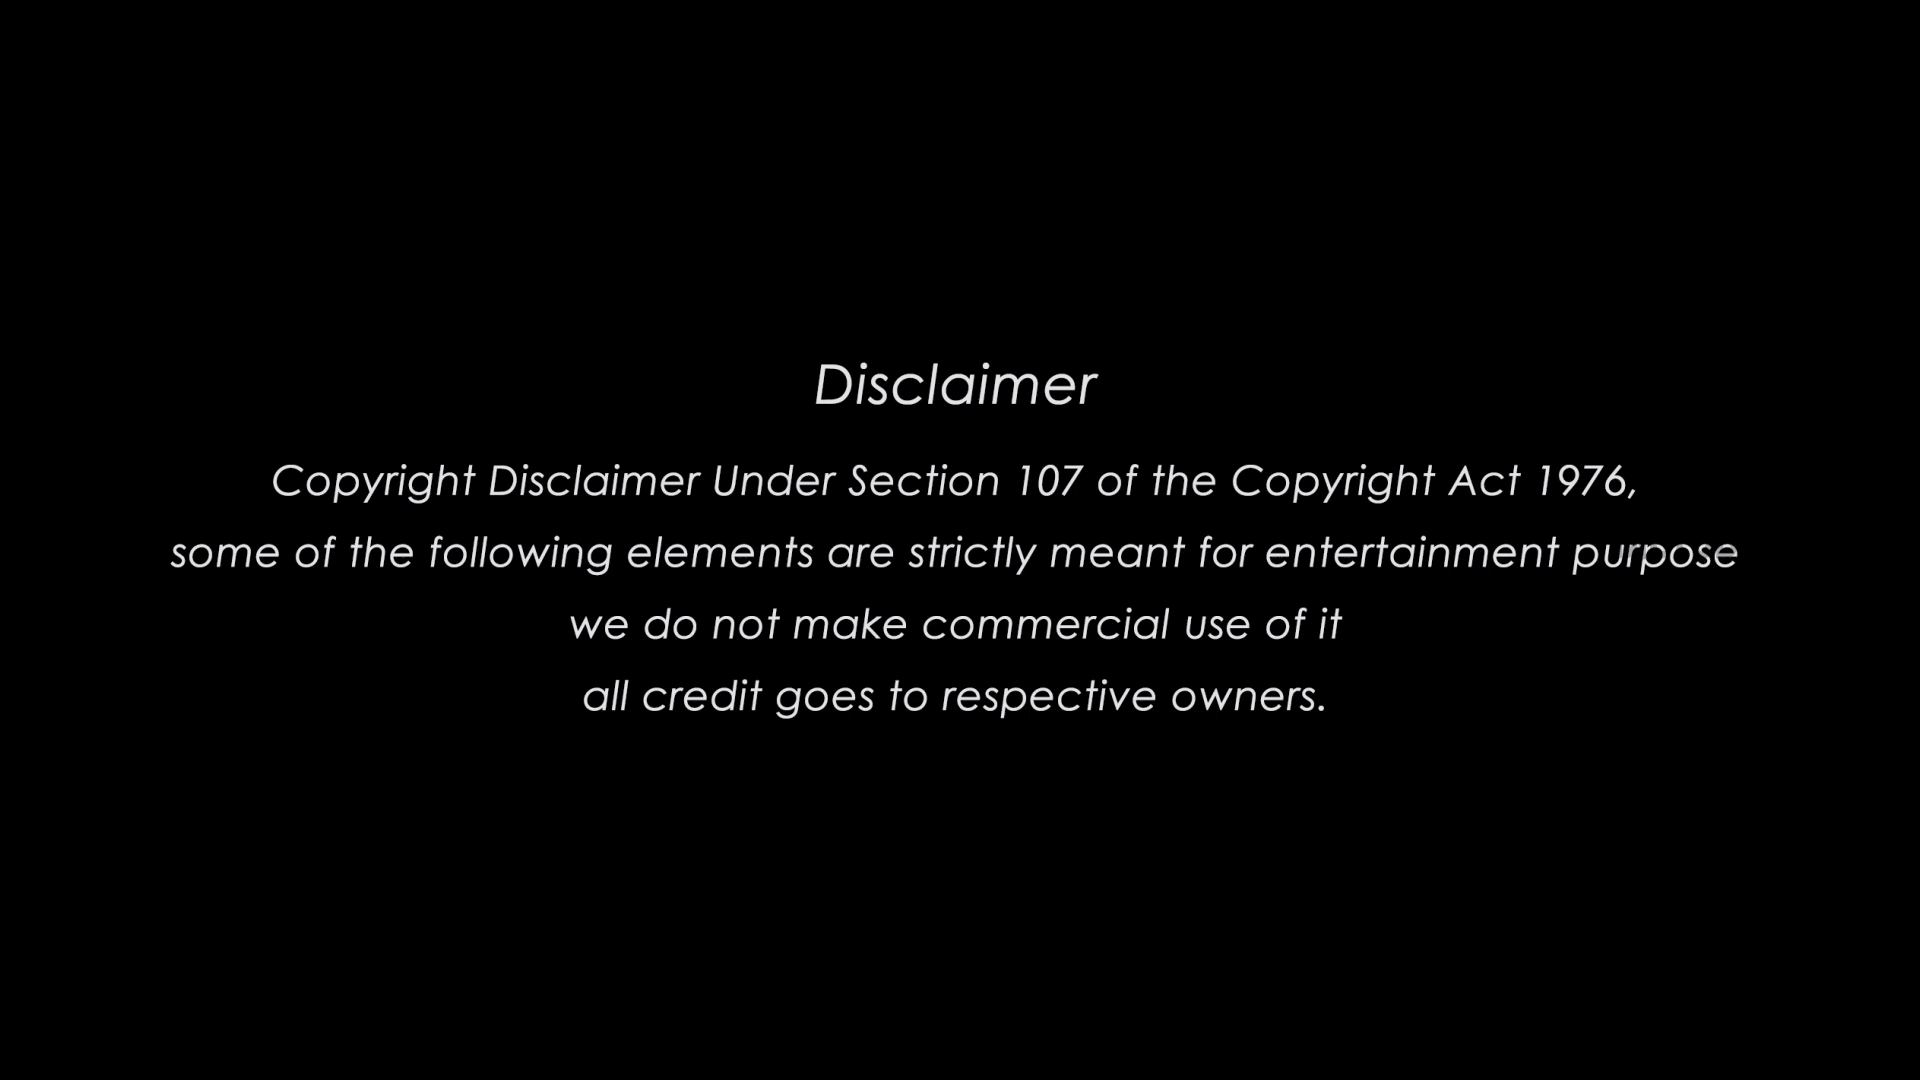 Disclaimer
Copyright Disclaimer Under Section 107 of the Copyright Act 1976,
some of the following elements are strictly meant for entertainment purpose
we do not make commercial use of it
all credit goes to respective owners.